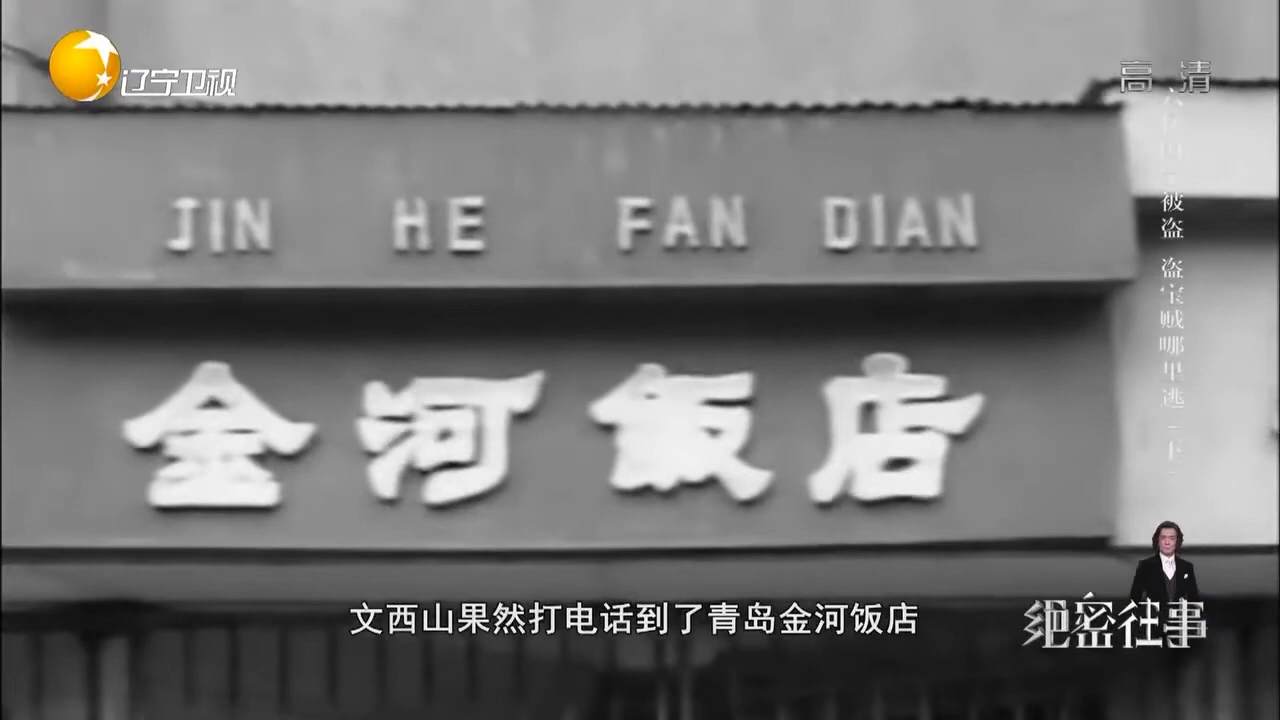 辽宁卫视
高清
JIN HE FAN DIAN
金河饭店
被盗 盗宝贼哪里逃
文西山果然打电话到了青岛金河饭店
绝密往事